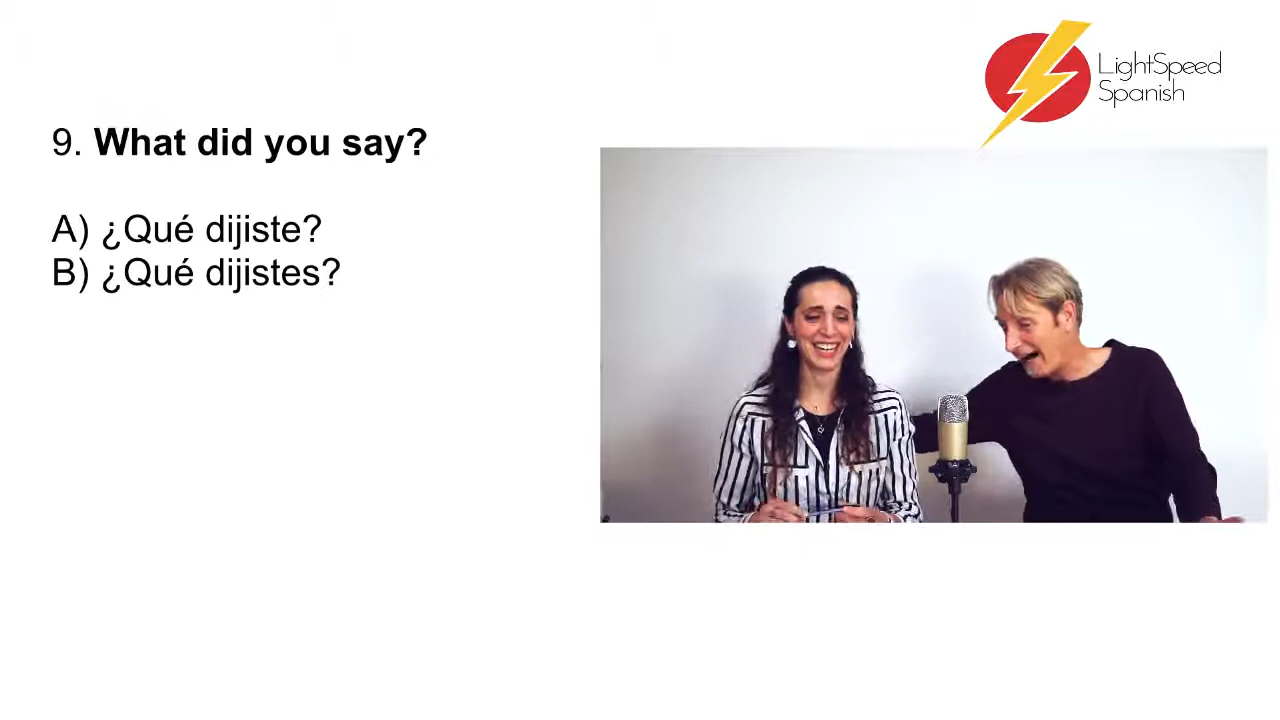 LightSpeed
Spanish
9. What did you say?
A) ¿Qué dijiste?
B) ¿Qué dijistes?